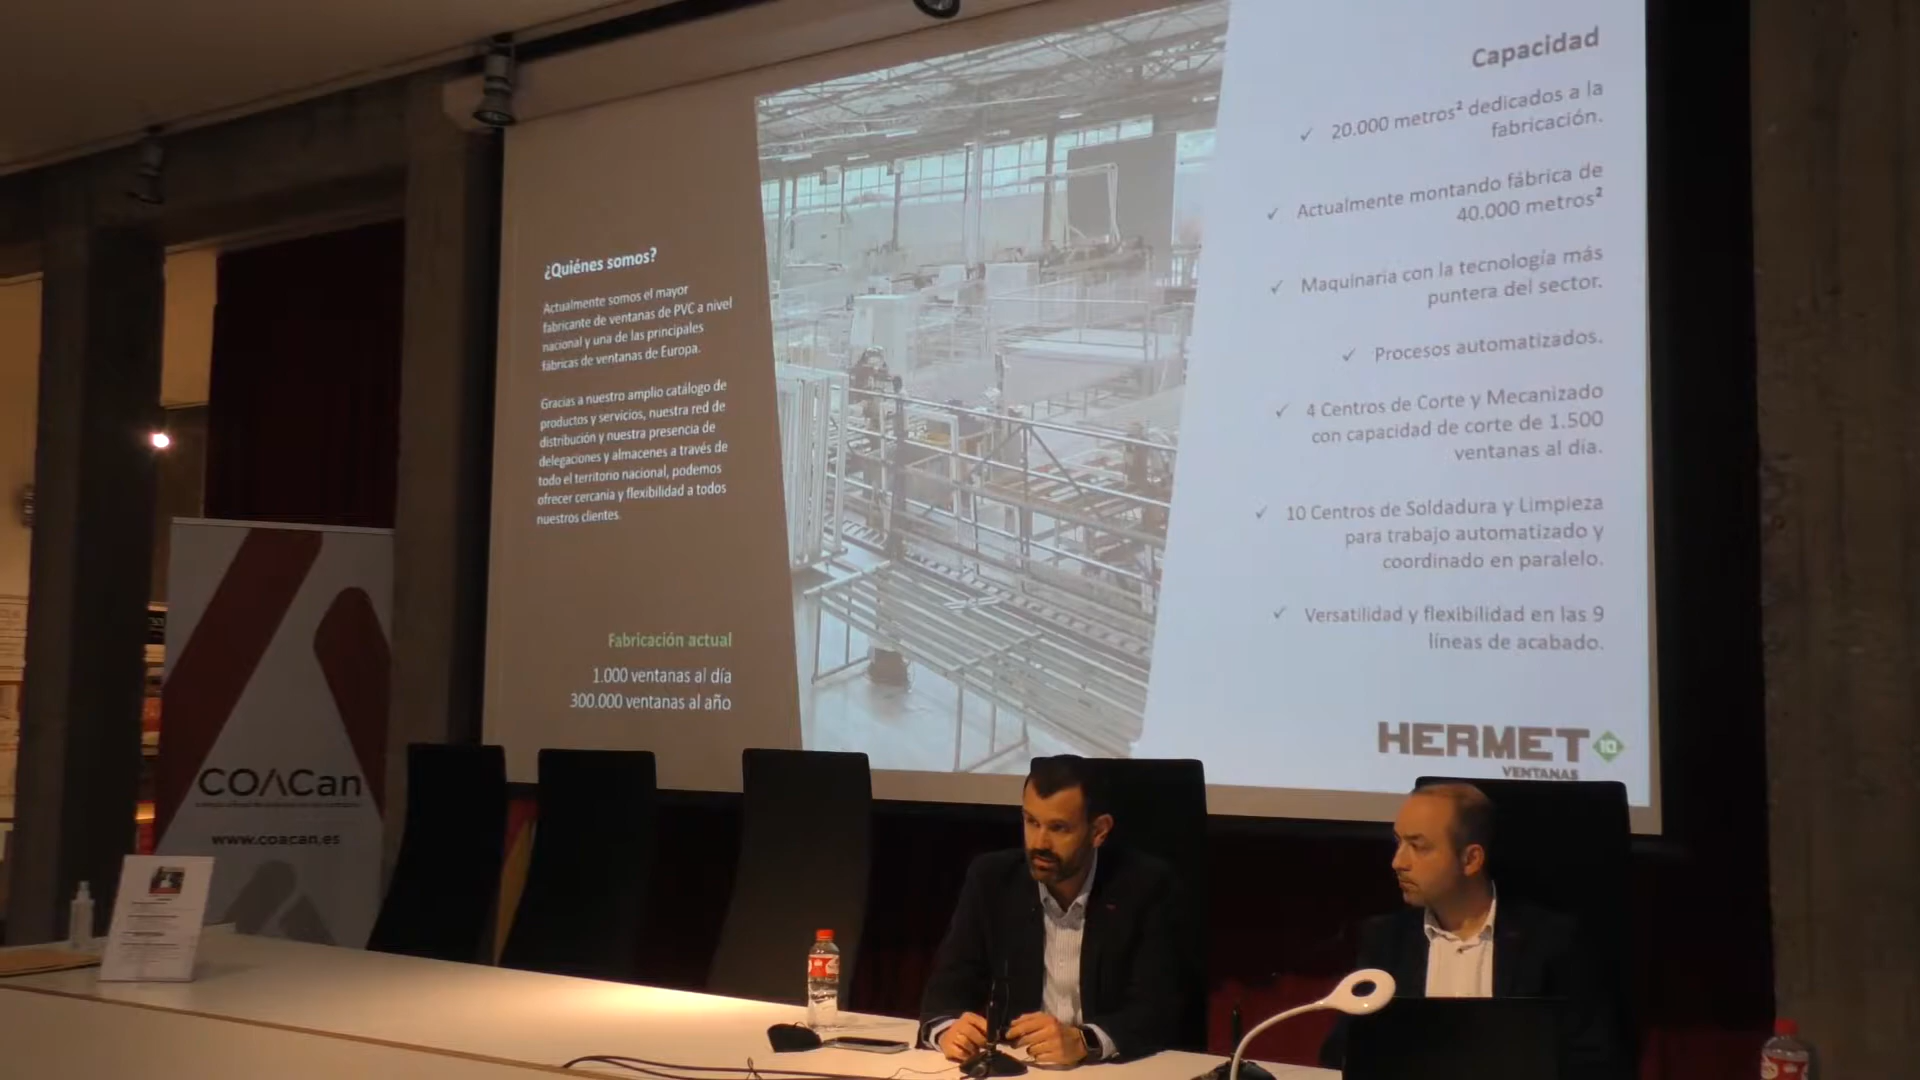 ¿Quiénes somos?
Actualmente somos el mayor
fabricante de ventanas de PVC a nivel
nacional y una de las principales
fábricas de ventanas de Europa.
Gracias a nuestro amplio catálogo de
productos y servicios, nuestra red de
distribución y nuestra presencia de
delegaciones y almacenes a través de
todo el territorio nacional, podemos
ofrecer cercanía y flexibilidad a todos
nuestros clientes.
Fabricación actual
1.000 ventanas al día
300.000 ventanas al año
Capacidad
✓ 20.000 metros² dedicados a la
fabricación.
✓ Actualmente montando fábrica de
40.000 metros²
✓ Maquinaria con la tecnología más
puntera del sector.
✓ Procesos automatizados.
✓ 4 Centros de Corte y Mecanizado
con capacidad de corte de 1.500
ventanas al día.
✓ 10 Centros de Soldadura y Limpieza
para trabajo automatizado y
coordinado en paralelo.
✓ Versatilidad y flexibilidad en las 9
líneas de acabado.
HERMET 10
VENTANAS
COACan
www.coacan.es